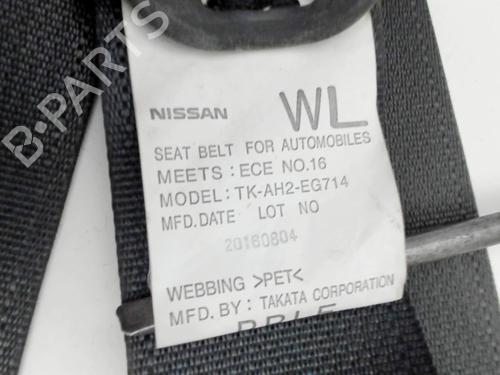 NISSAN WL
SEAT BELT FOR AUTOMOBILES
MEETS:ECE NO.16
MODEL:TK-AH2-EG714
MFD.DATE LOT NO
20180804
WEBBING >PET<
MFD.BY: TAKATA CORPORATION
B-PARTS